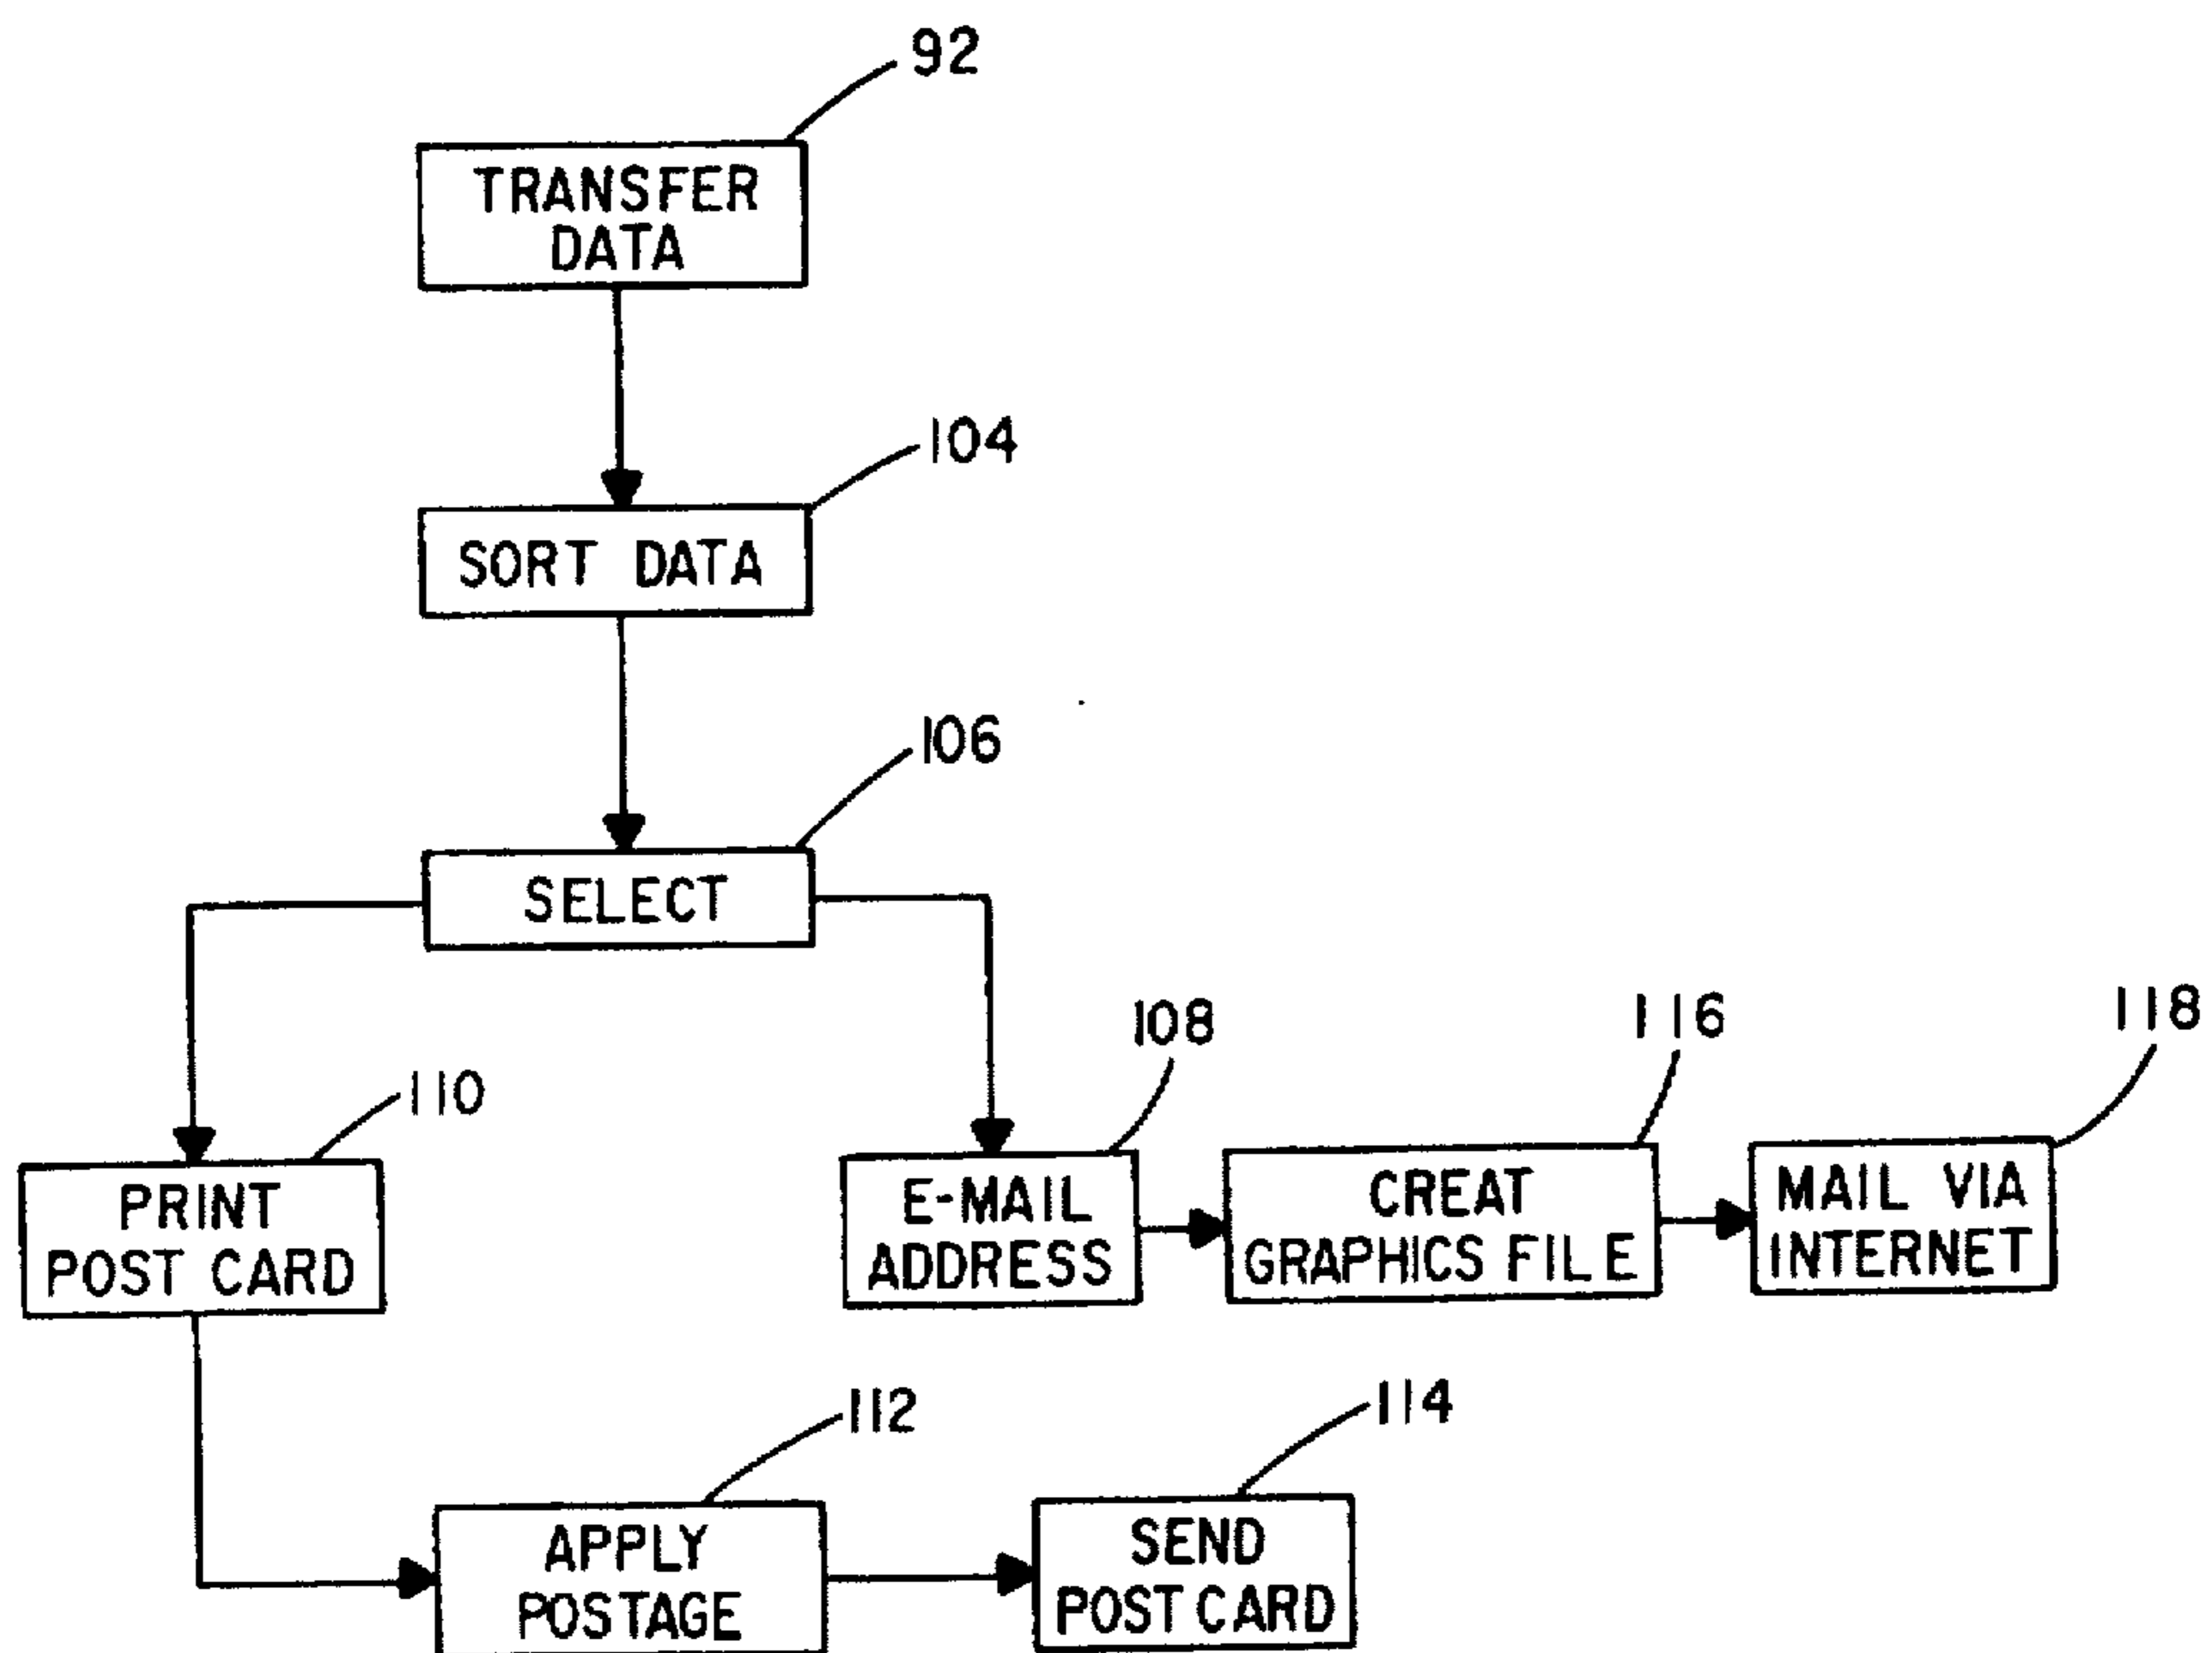 92
TRANSFER
DATA
104
SORT DATA
106
SELECT
108
116
118
110
PRINT
POST CARD
E-MAIL
ADDRESS
CREAT
GRAPHICS FILE
MAIL VIA
INTERNET
112
114
APPLY
POSTAGE
SEND
POST CARD